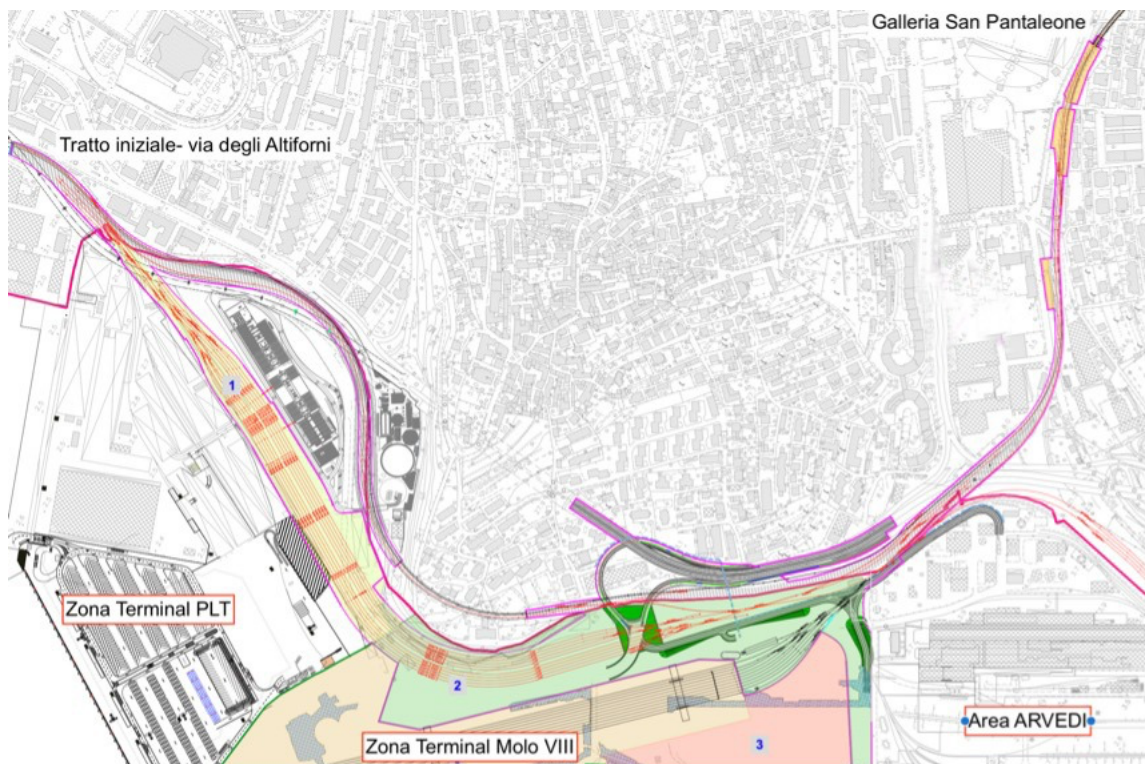 Galleria San Pantaleone
Tratto iniziale- via degli Altiforni
1
Zona Terminal PLT
2
Zona Terminal Molo VIII
3
Area ARVEDI